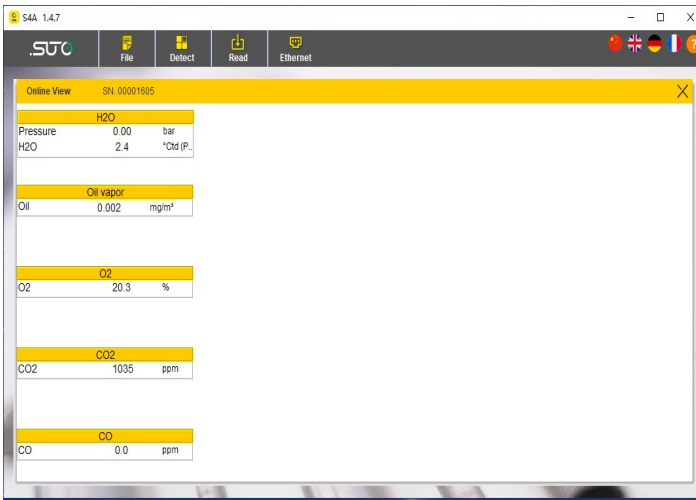 S4A 1.4.7
SUTO
File Detect Read Ethernet
?
Online View SN. 00001605
H2O
Pressure 0.00 bar
H2O 2.4 °Ctd (P..
Oil vapor
Oil 0.002 mg/m³
O2
O2 20.3 %
CO2
CO2 1035 ppm
CO
CO 0.0 ppm